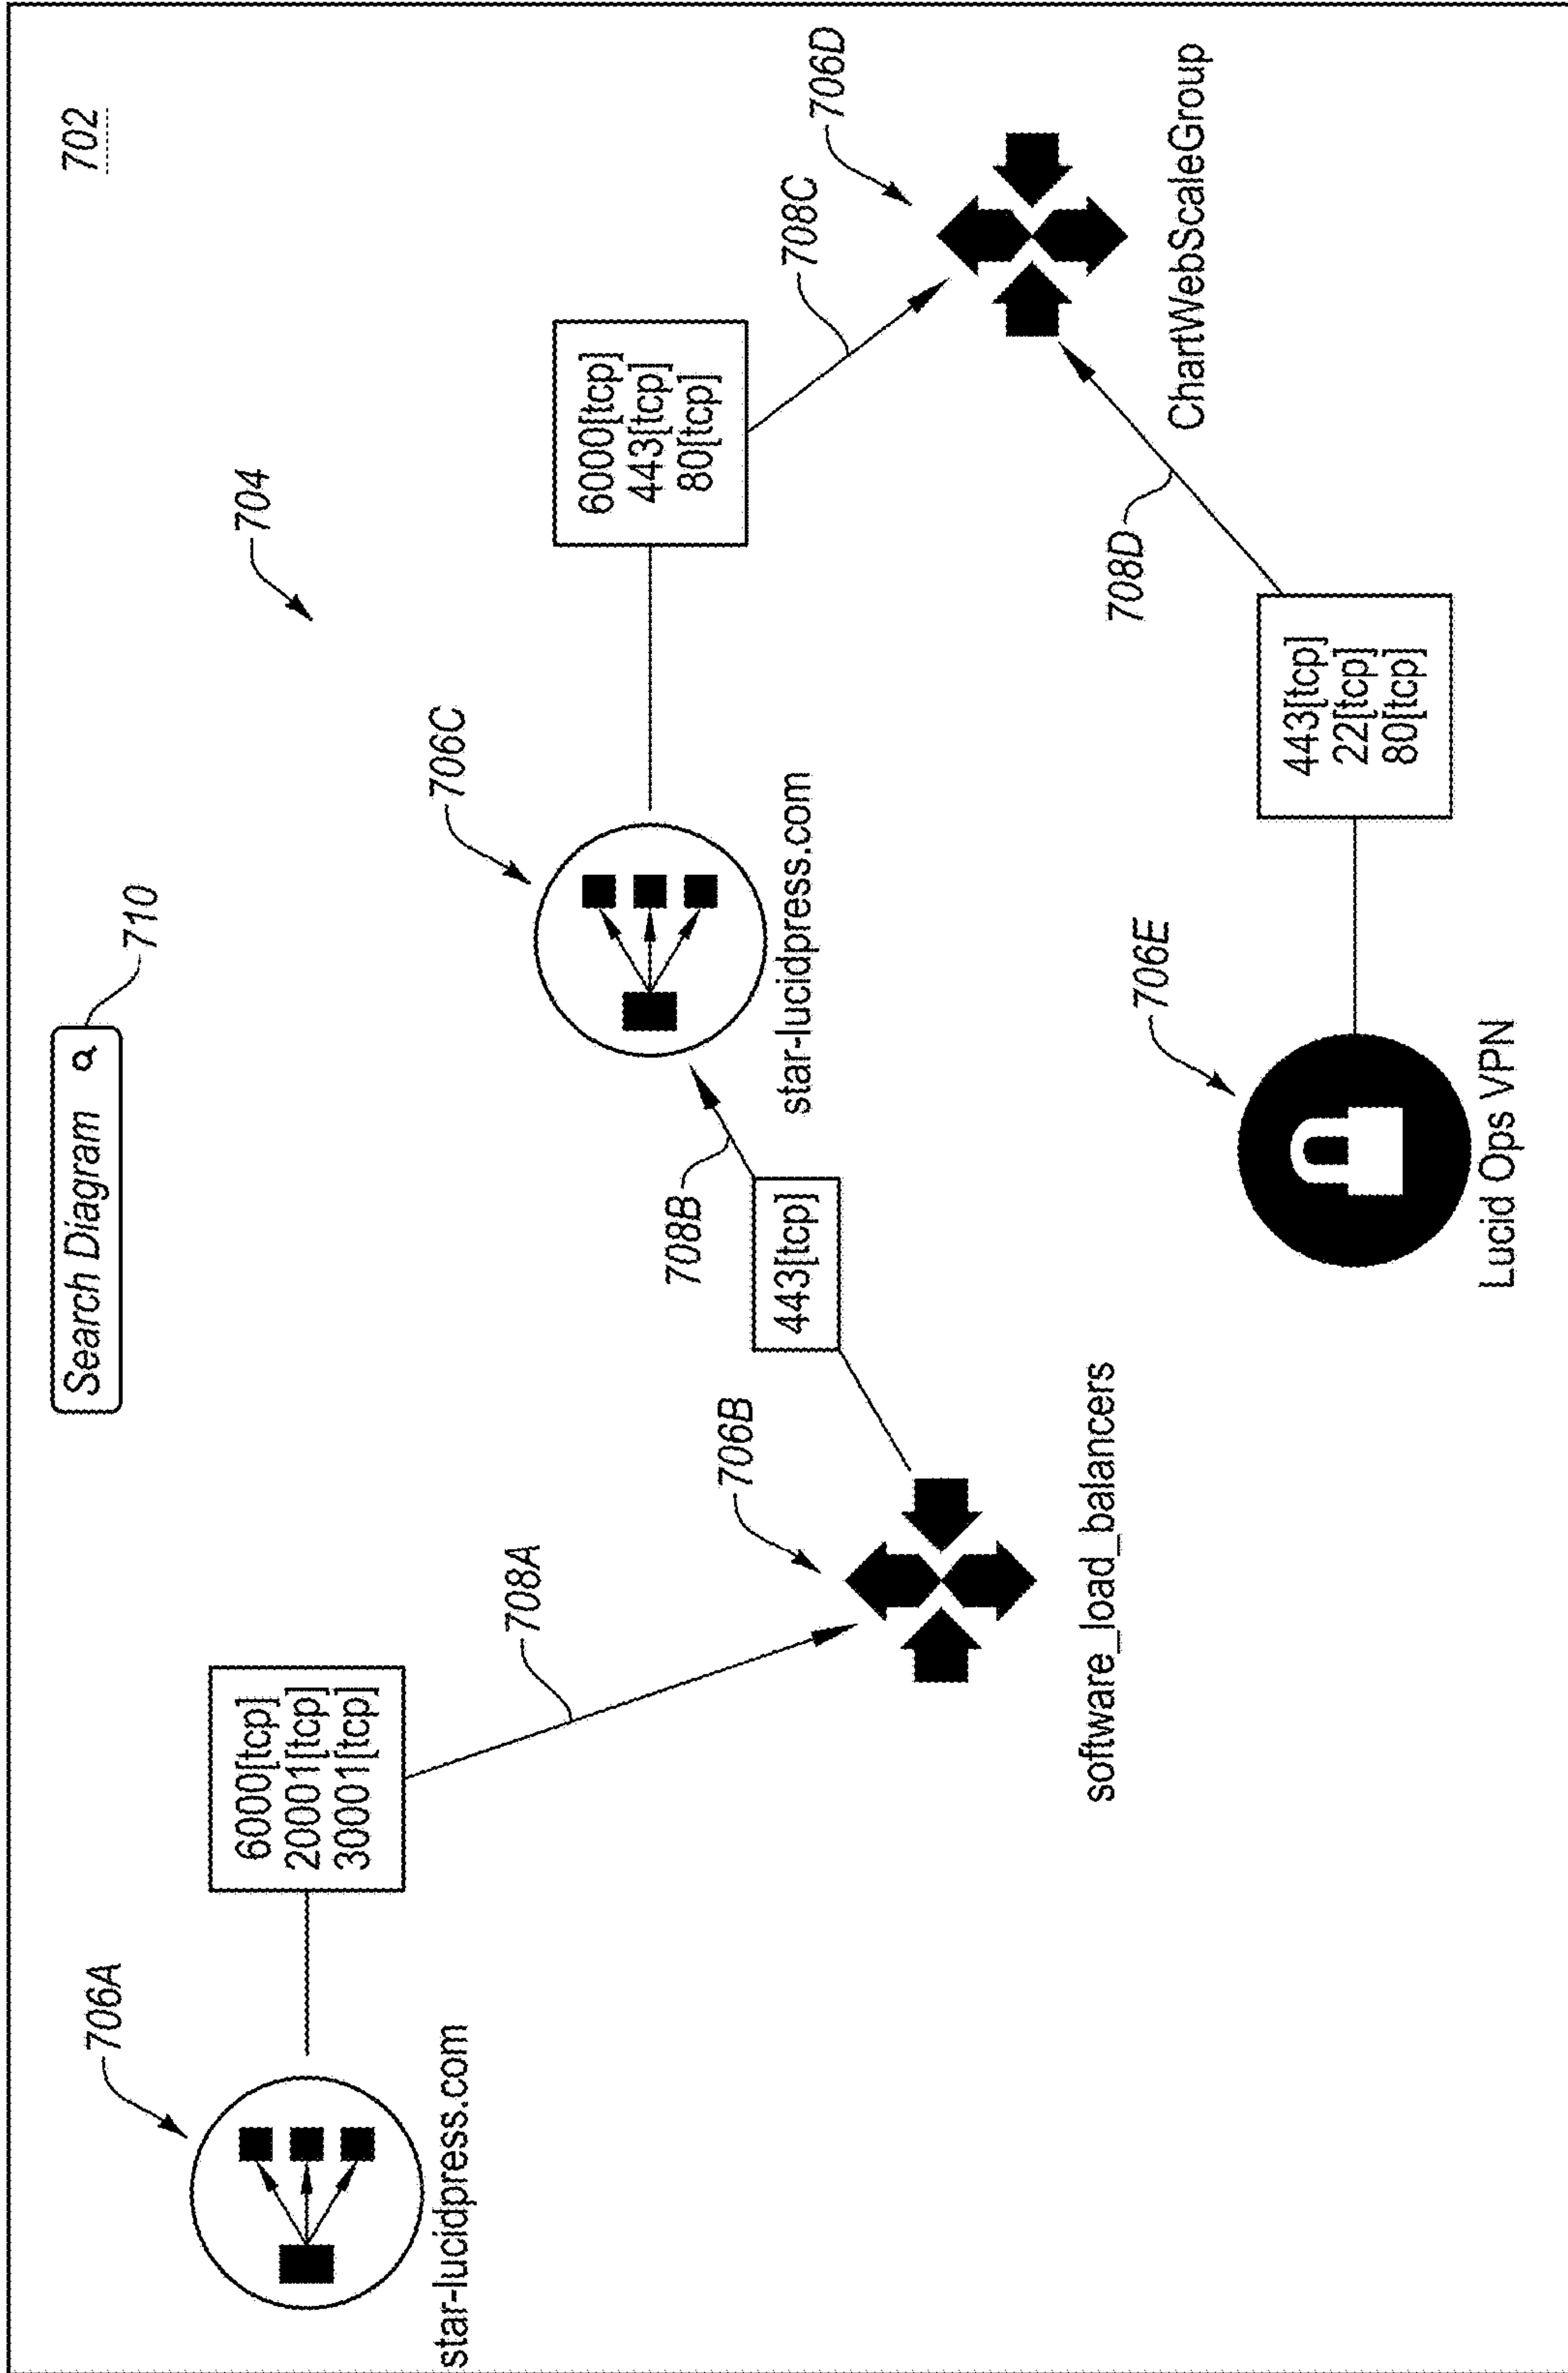 702
Search Diagram
710
704
706A
6000[tcp]
20001[tcp]
30001[tcp]
star-lucidpress.com
708A
706B
software_load_balancers
443[tcp]
708B
706C
star-lucidpress.com
6000[tcp]
443[tcp]
80[tcp]
708C
706D
ChartWebScaleGroup
708D
706E
443[tcp]
22[tcp]
80[tcp]
Lucid Ops VPN